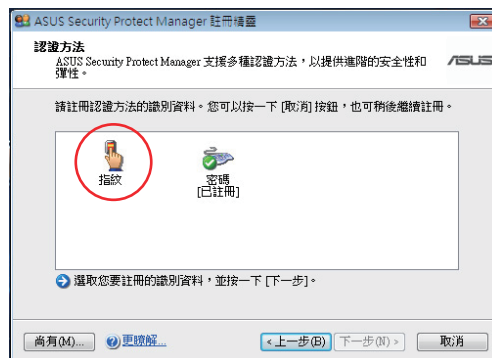 ASUS Security Protect Manager 註冊精靈
認證方法
ASUS Security Protect Manager 支援多種認證方法，以提供進階的安全性和
彈性。
ASUS
請註冊認證方法的識別資料。您可以按一下 [取消] 按鈕，也可稍後繼續註冊。
指紋
密碼
[已註冊]
選取您要註冊的識別資料，並按一下 [下一步]。
尚有(M)...
更瞭解...
<上一步(B)
下一步(N) >
取消